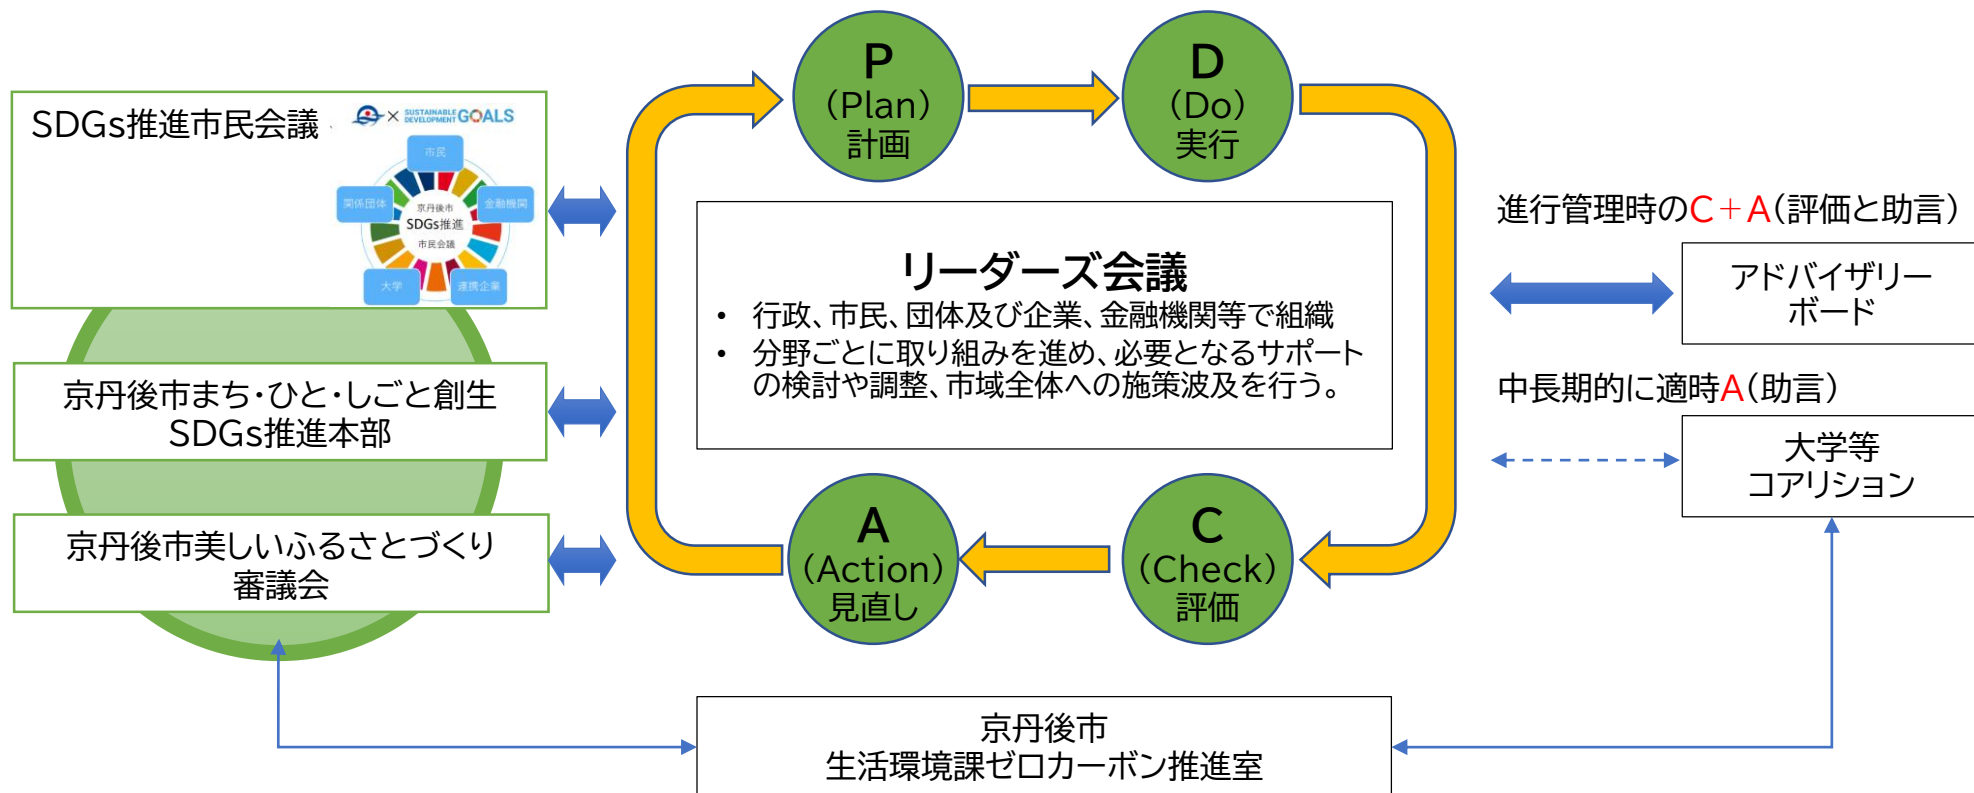 SDGs推進市民会議
× SUSTAINABLE DEVELOPMENT GOALS
市民
関係団体
金融機関
京丹後市
SDGs推進
市民会議
大学
連携企業
京丹後市まち・ひと・しごと創生
SDGs推進本部
京丹後市美しいふるさとづくり
審議会
P
(Plan)
計画
D
(Do)
実行
リーダーズ会議
• 行政、市民、団体及び企業、金融機関等で組織
• 分野ごとに取り組みを進め、必要となるサポート
の検討や調整、市域全体への施策波及を行う。
A
(Action)
見直し
C
(Check)
評価
進行管理時のC+A(評価と助言)
アドバイザリー
ボード
中長期的に適時A(助言)
大学等
コアリション
京丹後市
生活環境課ゼロカーボン推進室